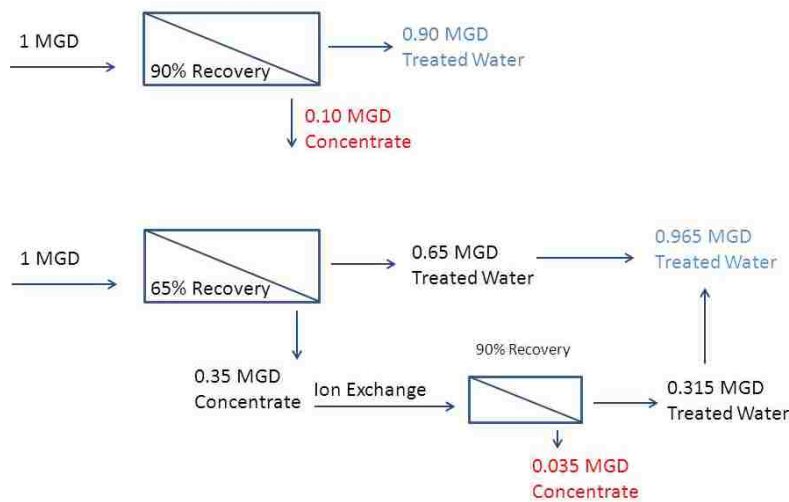 1 MGD
90% Recovery
0.90 MGD
Treated Water
0.10 MGD
Concentrate
1 MGD
65% Recovery
0.65 MGD
Treated Water
0.965 MGD
Treated Water
0.35 MGD
Concentrate
Ion Exchange
90% Recovery
0.315 MGD
Treated Water
0.035 MGD
Concentrate